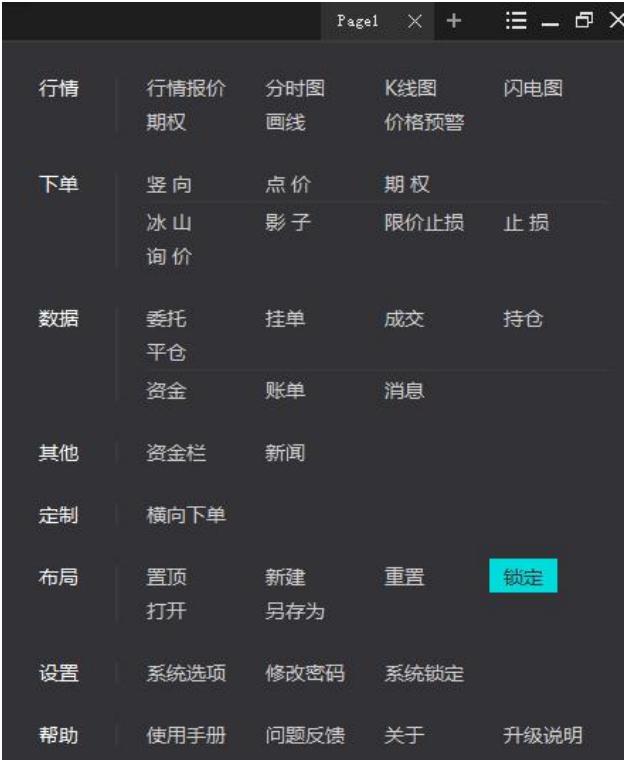 Page1
行情 行情报价 分时图 K线图 闪电图
期权 画线 价格预警
下单 竖向 点价 期权
冰山 影子 限价止损 止损
询价
数据 委托 挂单 成交 持仓
平仓
资金 账单 消息
其他 资金栏 新闻
定制 横向下单
布局 置顶 新建 重置 锁定
打开 另存为
设置 系统选项 修改密码 系统锁定
帮助 使用手册 问题反馈 关于 升级说明